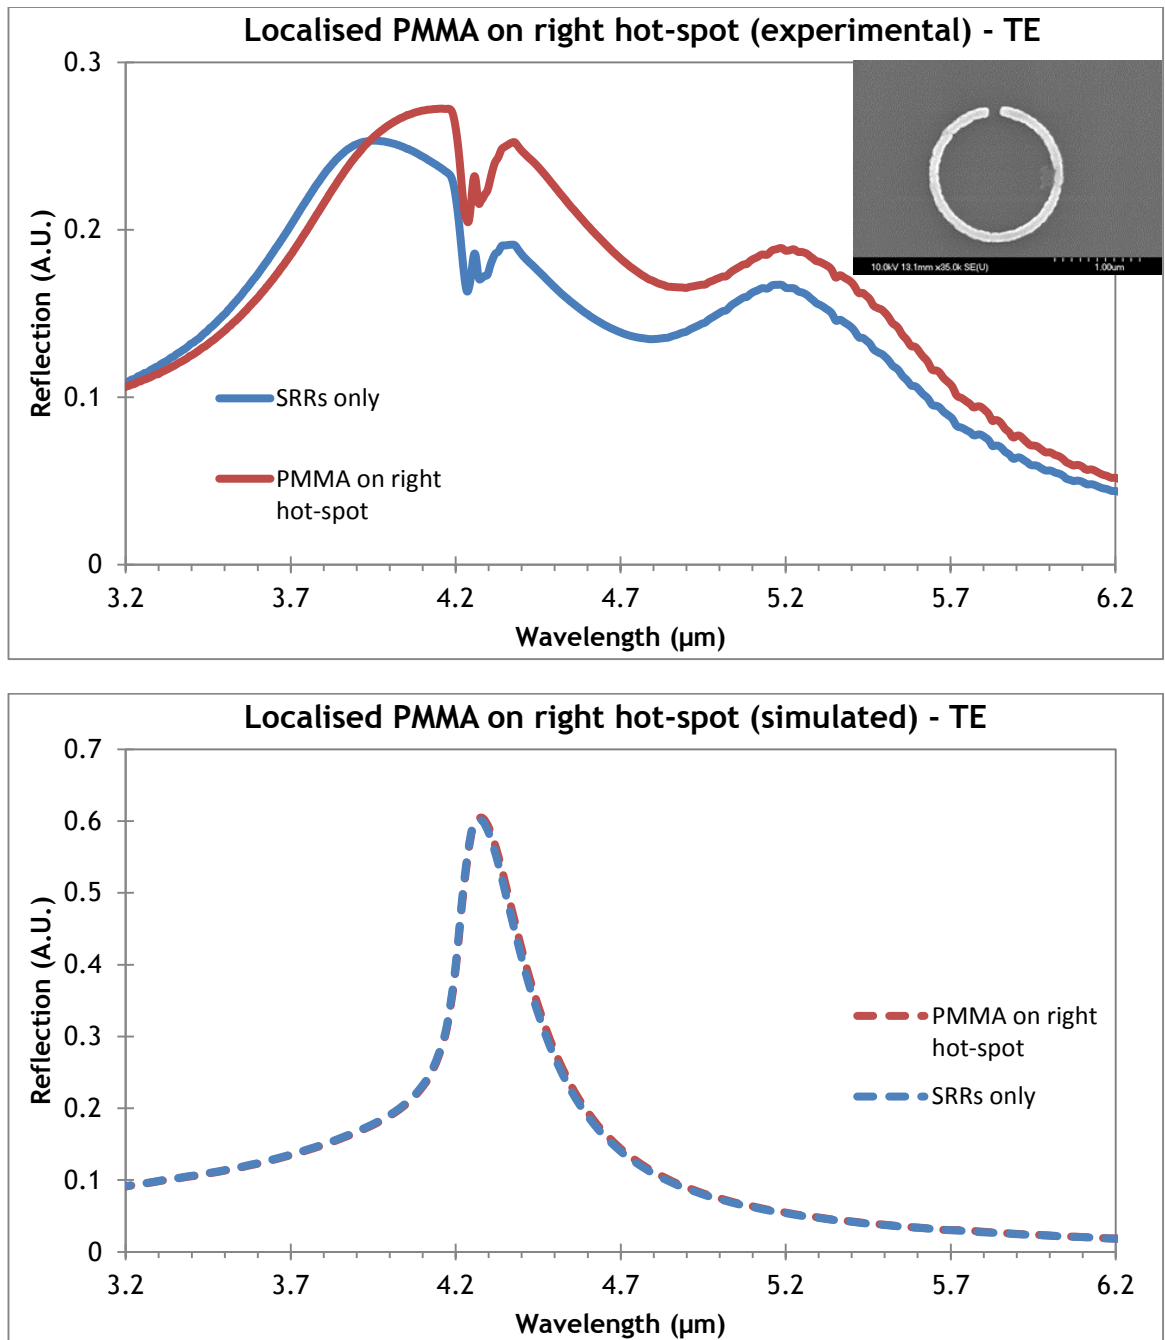 Localised PMMA on right hot-spot (experimental) - TE
0.3
0.2
0.1
0
Reflection (A.U.)
10.0kV 13.1mm x35.0k SE(U)
1.00um
SRRs only
PMMA on right
hot-spot
3.2 3.7 4.2 4.7 5.2 5.7 6.2
Wavelength (µm)
Localised PMMA on right hot-spot (simulated) - TE
0.7
0.6
0.5
0.4
0.3
0.2
0.1
0
Reflection (A.U.)
PMMA on right
hot-spot
SRRs only
3.2 3.7 4.2 4.7 5.2 5.7 6.2
Wavelength (µm)